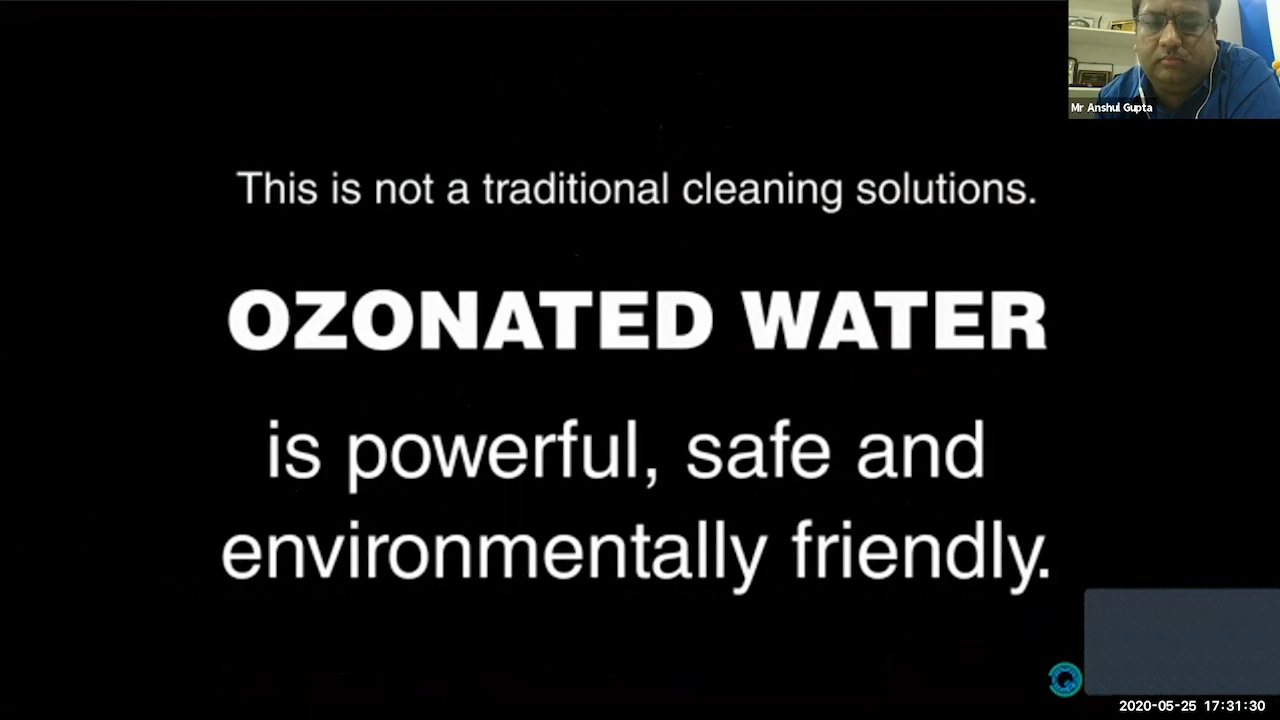 Mr Anshul Gupta
This is not a traditional cleaning solutions.
OZONATED WATER
is powerful, safe and
environmentally friendly.
2020-05-25 17:31:30